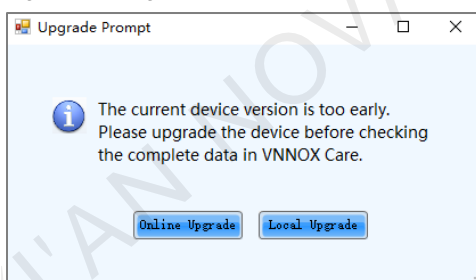 Upgrade Prompt
The current device version is too early.
Please upgrade the device before checking
the complete data in VNNOX Care.
Online Upgrade
Local Upgrade